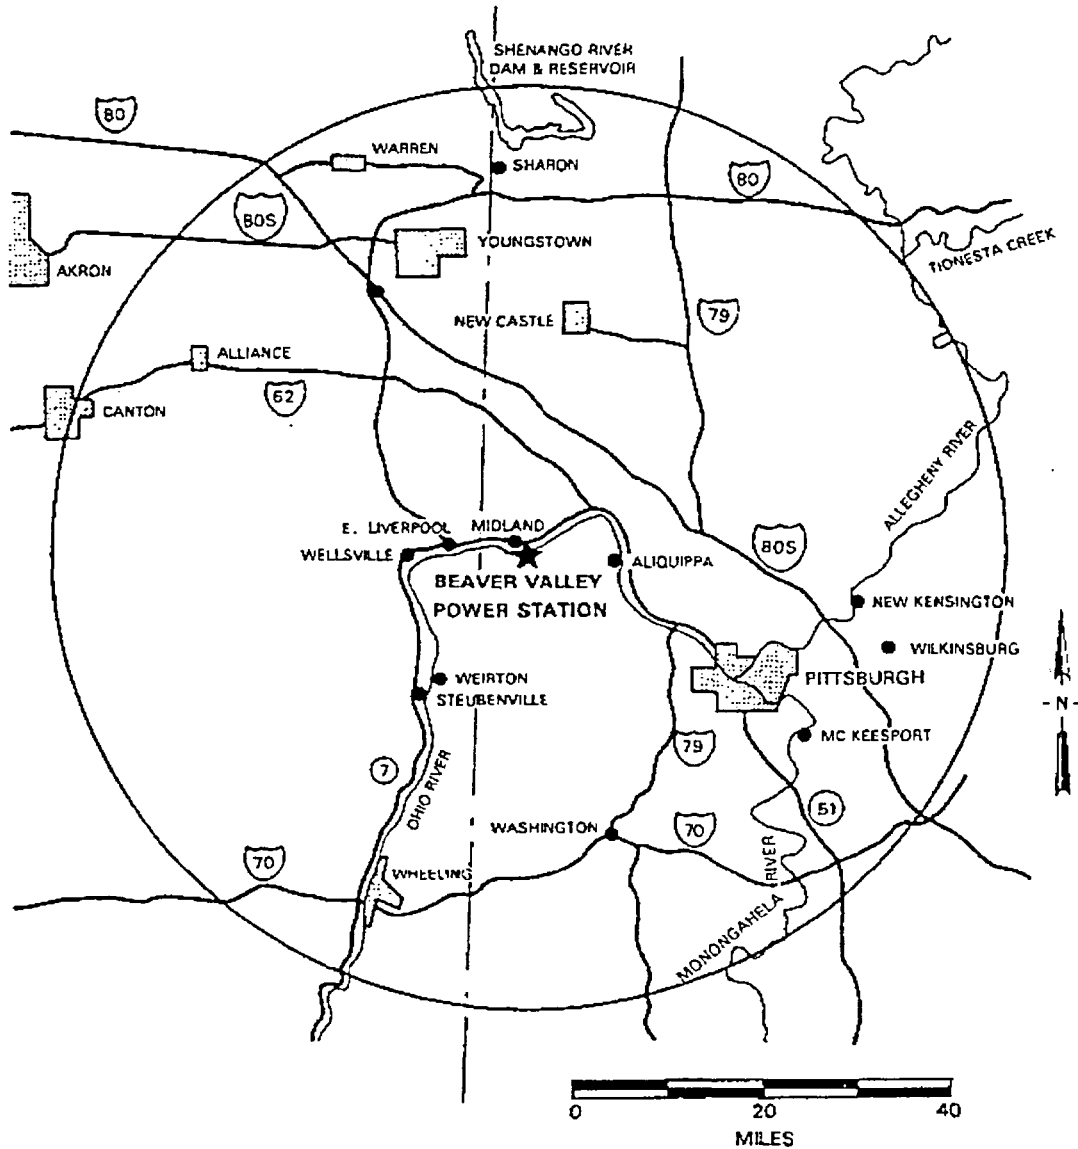 SHENANGO RIVER
DAM & RESERVOIR
80
WARREN
SHARON
80
80S
YOUNGSTOWN
TIONESTA CREEK
AKRON
NEW CASTLE
79
ALLIANCE
62
CANTON
ALLEGHENY RIVER
E. LIVERPOOL
MIDLAND
WELLSVILLE
80S
ALIQUIPPA
BEAVER VALLEY
POWER STATION
NEW KENSINGTON
WILKINSBURG
WEIRTON
PITTSBURGH
STEUBENVILLE
- N -
MC KEESPORT
79
7
OHIO RIVER
51
WASHINGTON
70
70
WHEELING
MONONGAHELA RIVER
0 20 40
MILES